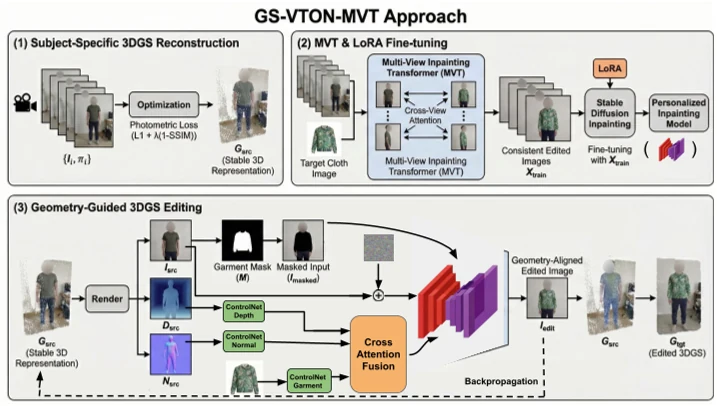 GS-VTON-MVT Approach
(1) Subject-Specific 3DGS Reconstruction
Optimization
Photometric Loss
(L1 + λ(1-SSIM))
{Iᵢ, πᵢ}
G_src
(Stable 3D
Representation)
(2) MVT & LoRA Fine-tuning
Target Cloth
Image
Multi-View Inpainting
Transformer (MVT)
Cross-View
Attention
Multi-View Inpainting
Transformer (MVT)
Consistent Edited
Images
X_train
LoRA
Stable
Diffusion
Inpainting
Fine-tuning
with X_train
Personalized
Inpainting
Model
( )
(3) Geometry-Guided 3DGS Editing
G_src
(Stable 3D
Representation)
Render
I_src
D_src
N_src
Garment Mask
(M)
Masked Input
(I_masked)
ControlNet
Depth
ControlNet
Normal
ControlNet
Garment
Cross
Attention
Fusion
Geometry-Aligned
Edited Image
I_edit
Backpropagation
G_src
G_tgt
(Edited 3DGS)